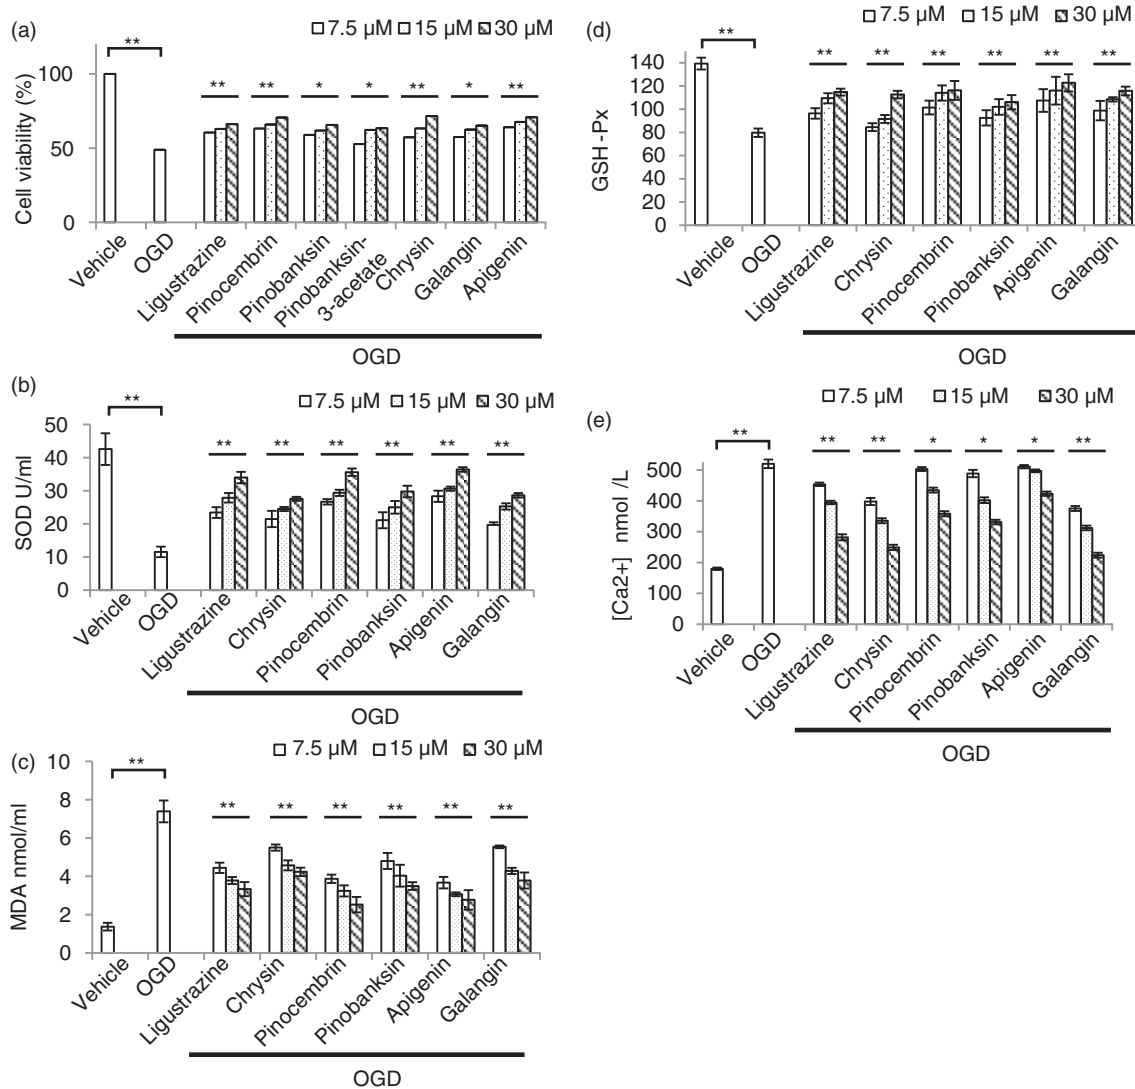 (a)
7.5 µM 15 µM 30 µM
Cell viability (%)
100
50
0
**
** ** * * ** * **
Vehicle
OGD
Ligustrazine
Pinocembrin
Pinobanksin
Pinobanksin-
3-acetate
Chrysin
Galangin
Apigenin
OGD
(b)
7.5 µM 15 µM 30 µM
SOD U/ml
50
40
30
20
10
0
**
** ** ** ** ** **
Vehicle
OGD
Ligustrazine
Chrysin
Pinocembrin
Pinobanksin
Apigenin
Galangin
OGD
(c)
7.5 µM 15 µM 30 µM
MDA nmol/ml
10
8
6
4
2
0
**
** ** ** ** ** **
Vehicle
OGD
Ligustrazine
Chrysin
Pinocembrin
Pinobanksin
Apigenin
Galangin
OGD
(d)
7.5 µM 15 µM 30 µM
GSH-Px
140
120
100
80
60
40
20
0
**
** ** ** ** ** **
Vehicle
OGD
Ligustrazine
Chrysin
Pinocembrin
Pinobanksin
Apigenin
Galangin
OGD
(e)
7.5 µM 15 µM 30 µM
[Ca2+] nmol /L
500
400
300
200
100
0
**
** ** * * * **
Vehicle
OGD
Ligustrazine
Chrysin
Pinocembrin
Pinobanksin
Apigenin
Galangin
OGD